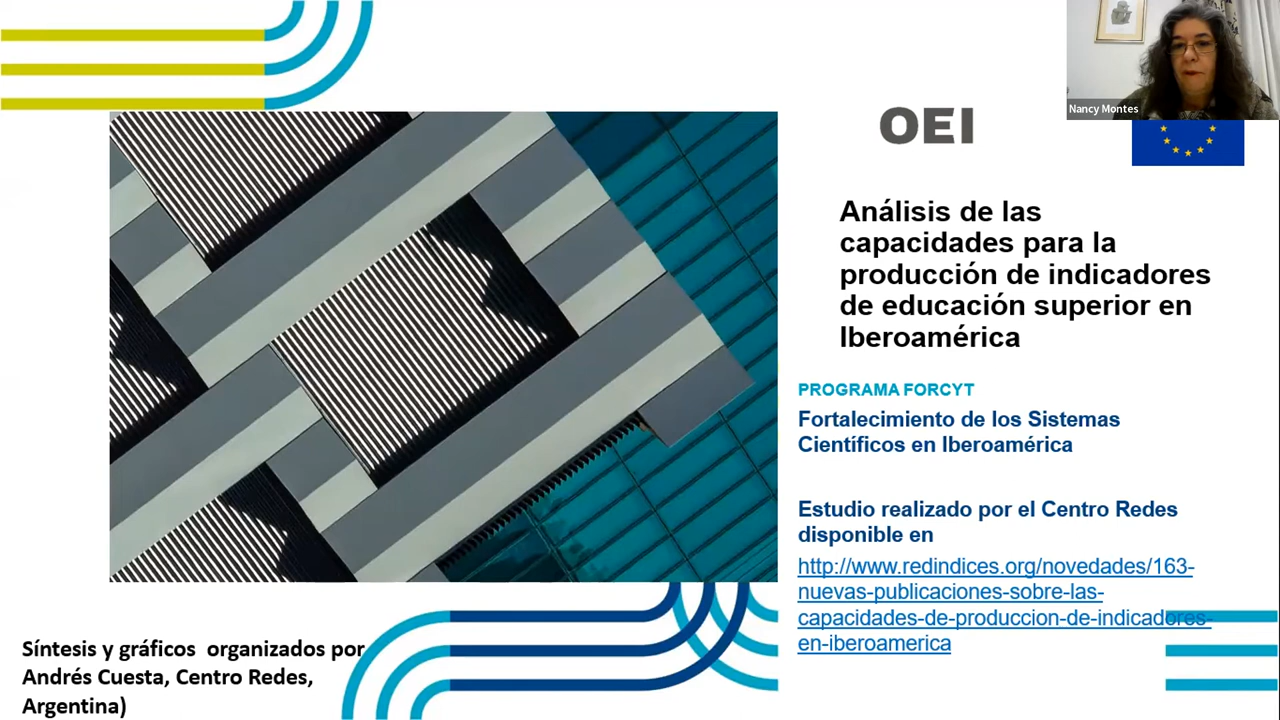 Nancy Montes
OEI
Análisis de las
capacidades para la
producción de indicadores
de educación superior en
Iberoamérica
PROGRAMA FORCYT
Fortalecimiento de los Sistemas
Científicos en Iberoamérica
Estudio realizado por el Centro Redes
disponible en
http://www.redindices.org/novedades/163-
nuevas-publicaciones-sobre-las-
capacidades-de-produccion-de-indicadores-
en-iberoamerica
Síntesis y gráficos organizados por
Andrés Cuesta, Centro Redes,
Argentina)